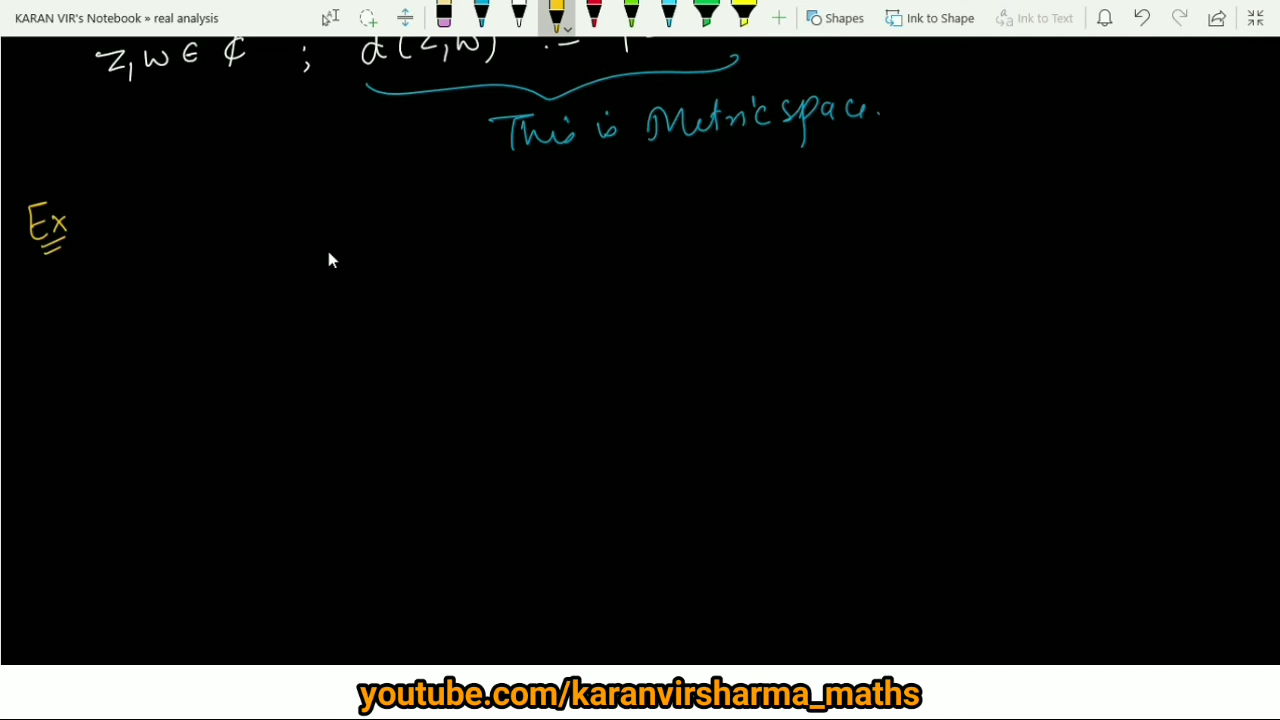 KARAN VIR's Notebook » real analysis
Shapes
Ink to Shape
Ink to Text
z,w ∈ ₵ ; d(z,w) :=
This is Metric space.
Ex
youtube.com/karanvirsharma_maths